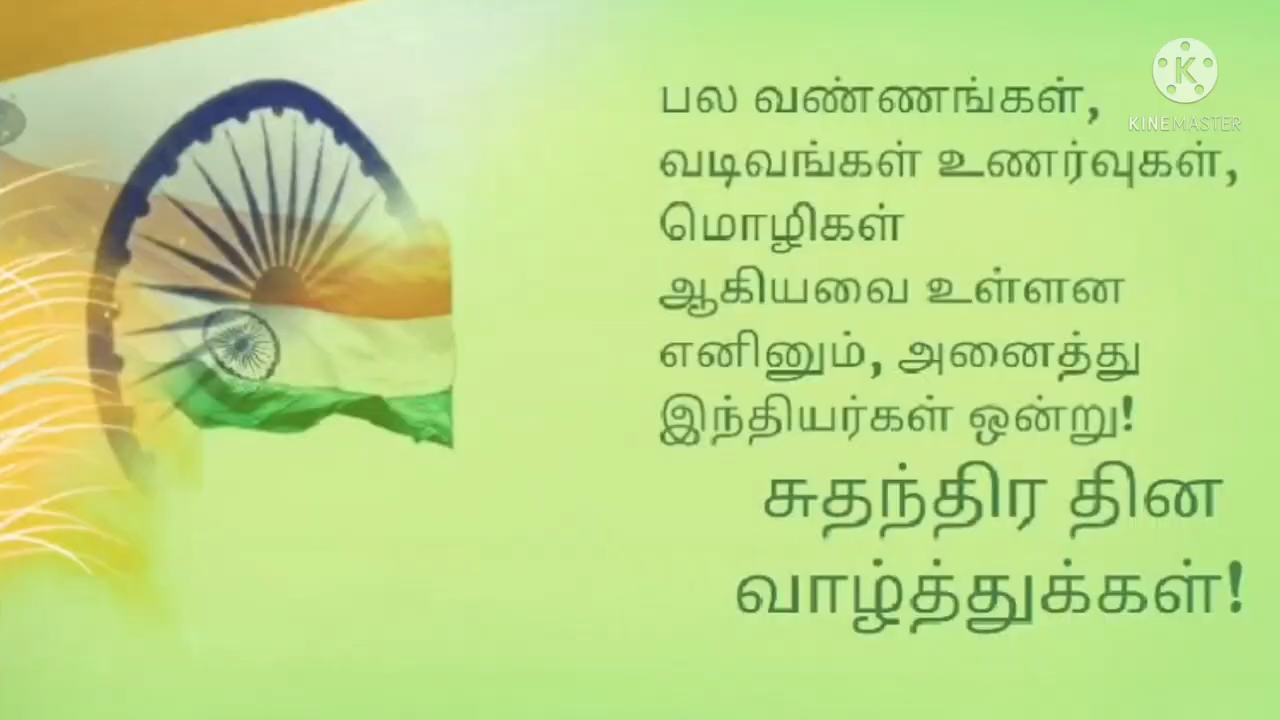 பல வண்ணங்கள்,
வடிவங்கள் உணர்வுகள்,
மொழிகள்
ஆகியவை உள்ளன
எனினும், அனைத்து
இந்தியர்கள் ஒன்று!
சுதந்திர தின
வாழ்த்துக்கள்!
K
KINEMASTER